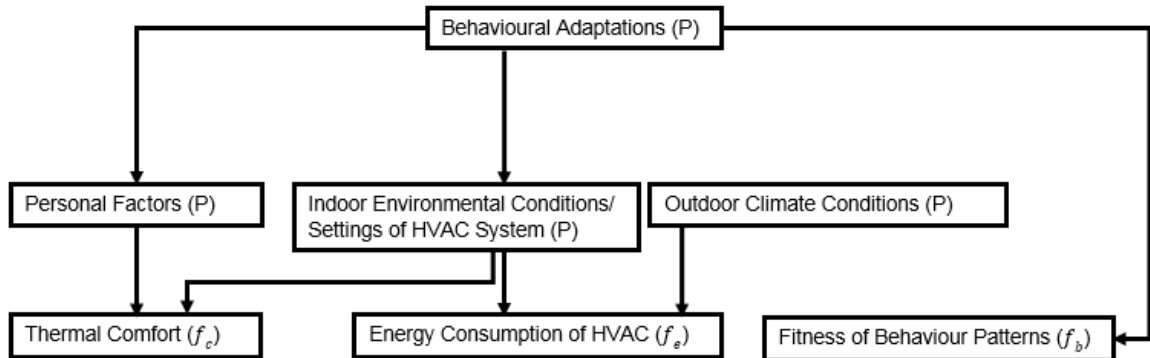 Behavioural Adaptations (P)
Personal Factors (P)
Indoor Environmental Conditions/
Settings of HVAC System (P)
Outdoor Climate Conditions (P)
Thermal Comfort (f_c)
Energy Consumption of HVAC (f_e)
Fitness of Behaviour Patterns (f_b)